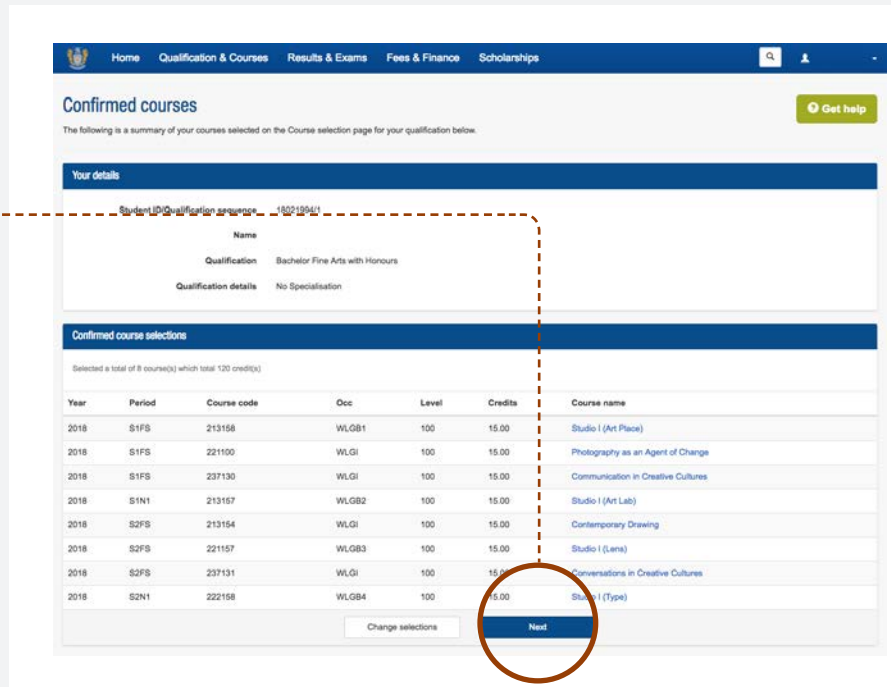 Home Qualification & Courses Results & Exams Fees & Finance Scholarships
Confirmed courses
Get help
The following is a summary of your courses selected on the Course selection page for your qualification below.
Your details
Student ID/Qualification sequence 18021994/1
Name
Qualification Bachelor Fine Arts with Honours
Qualification details No Specialisation
Confirmed course selections
Selected a total of 8 course(s) which total 120 credit(s)
Year Period Course code Occ Level Credits Course name
2018 S1FS 213158 WLGB1 100 15.00 Studio I (Art Place)
2018 S1FS 221100 WLGI 100 15.00 Photography as an Agent of Change
2018 S1FS 237130 WLGI 100 15.00 Communication in Creative Cultures
2018 S1N1 213157 WLGB2 100 15.00 Studio I (Art Lab)
2018 S2FS 213154 WLGI 100 15.00 Contemporary Drawing
2018 S2FS 221157 WLGB3 100 15.00 Studio I (Lens)
2018 S2FS 237131 WLGI 100 15.00 Conversations in Creative Cultures
2018 S2N1 222158 WLGB4 100 15.00 Studio I (Type)
Change selections Next